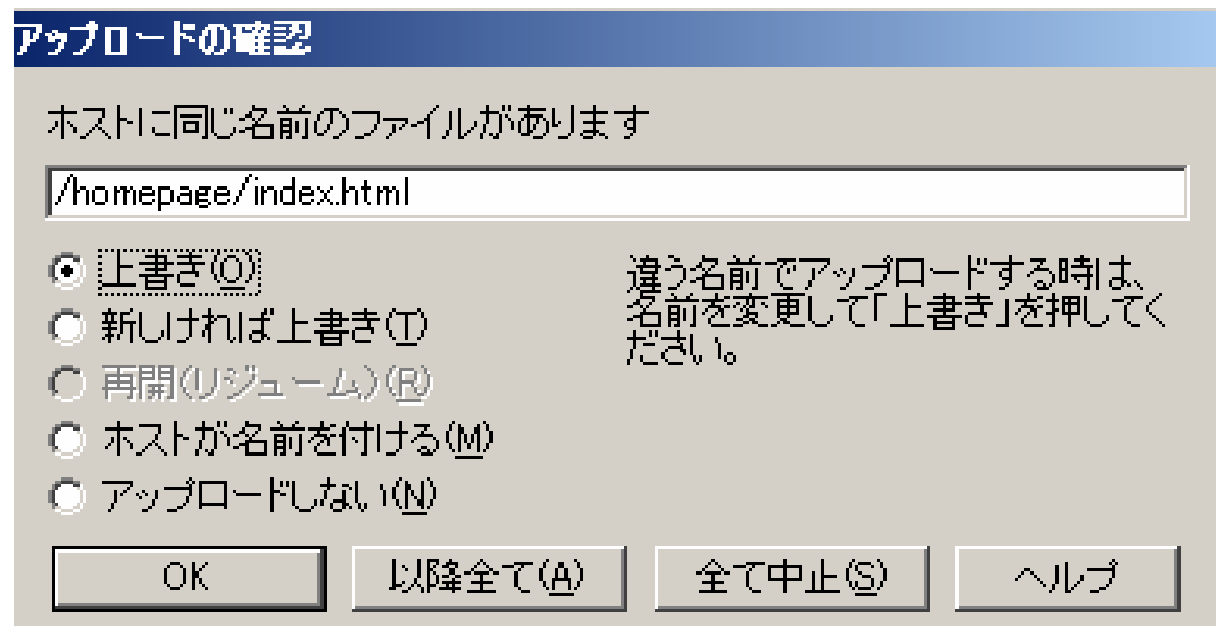 アップロードの確認
ホストに同じ名前のファイルがあります
/homepage/index.html
上書き(O)
違う名前でアップロードする時は、
名前を変更して「上書き」を押してく
ださい。
新しければ上書き(T)
再開(リジューム)(R)
ホストが名前を付ける(M)
アップロードしない(N)
OK
以降全て(A)
全て中止(S)
ヘルプ